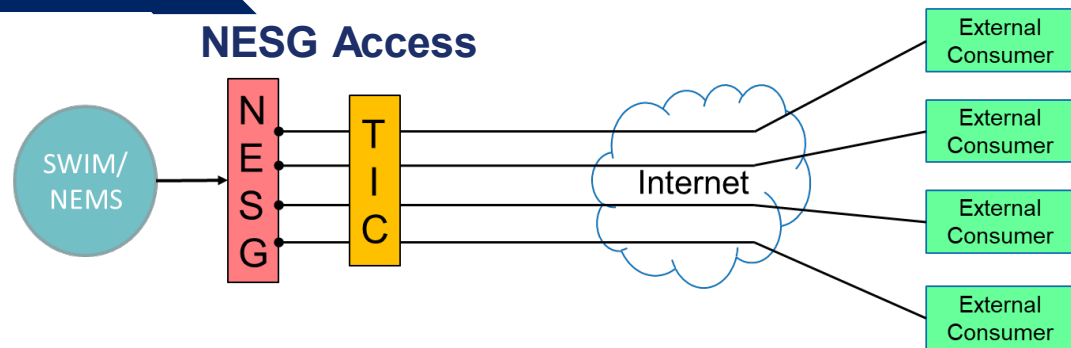 NESG Access
SWIM/
NEMS
N
E
S
G
T
I
C
Internet
External
Consumer
External
Consumer
External
Consumer
External
Consumer